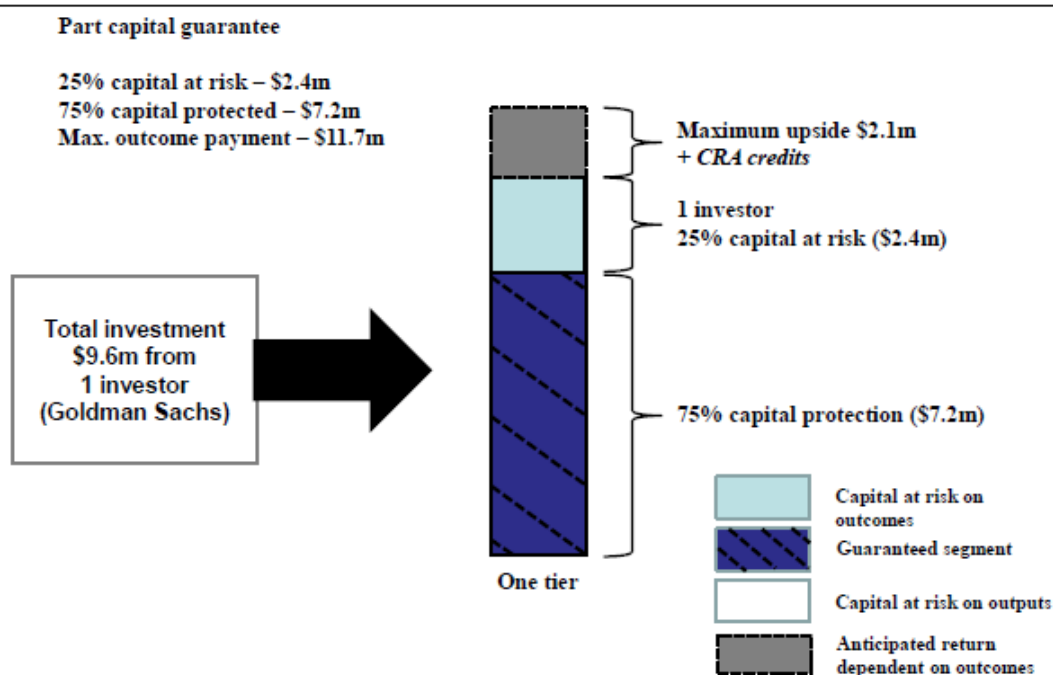 Part capital guarantee
25% capital at risk – $2.4m
75% capital protected – $7.2m
Max. outcome payment – $11.7m
Maximum upside $2.1m
+ CRA credits
1 investor
25% capital at risk ($2.4m)
Total investment
$9.6m from
1 investor
(Goldman Sachs)
75% capital protection ($7.2m)
One tier
Capital at risk on
outcomes
Guaranteed segment
Capital at risk on outputs
Anticipated return
dependent on outcomes